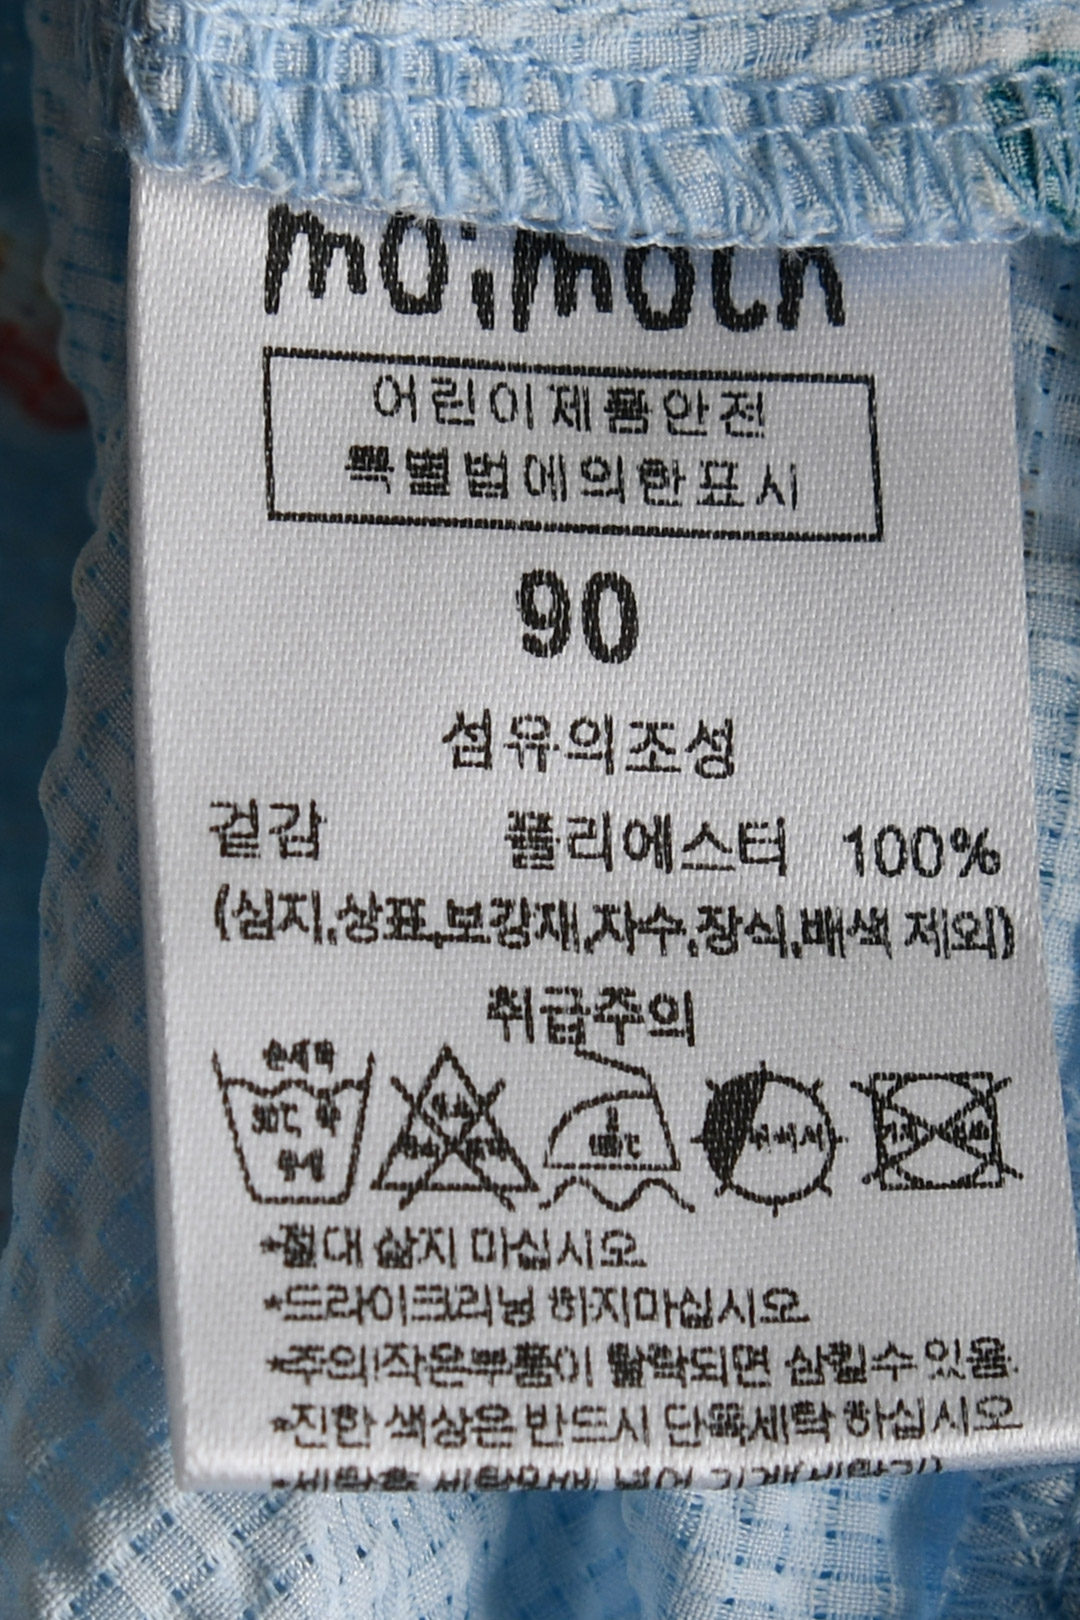 moimoln
어린이제품안전
특별법에의한표시
90
섬유의조성
겉감 폴리에스터 100%
(심지,상표,보강재,자수,장식,배색 제외)
취급주의
손세탁
30℃
*절대 삶지 마십시오
*드라이크리닝 하지마십시오
*주의!작은부품이 탈락되면 삼킬수 있음.
*진한 색상은 반드시 단독세탁 하십시오